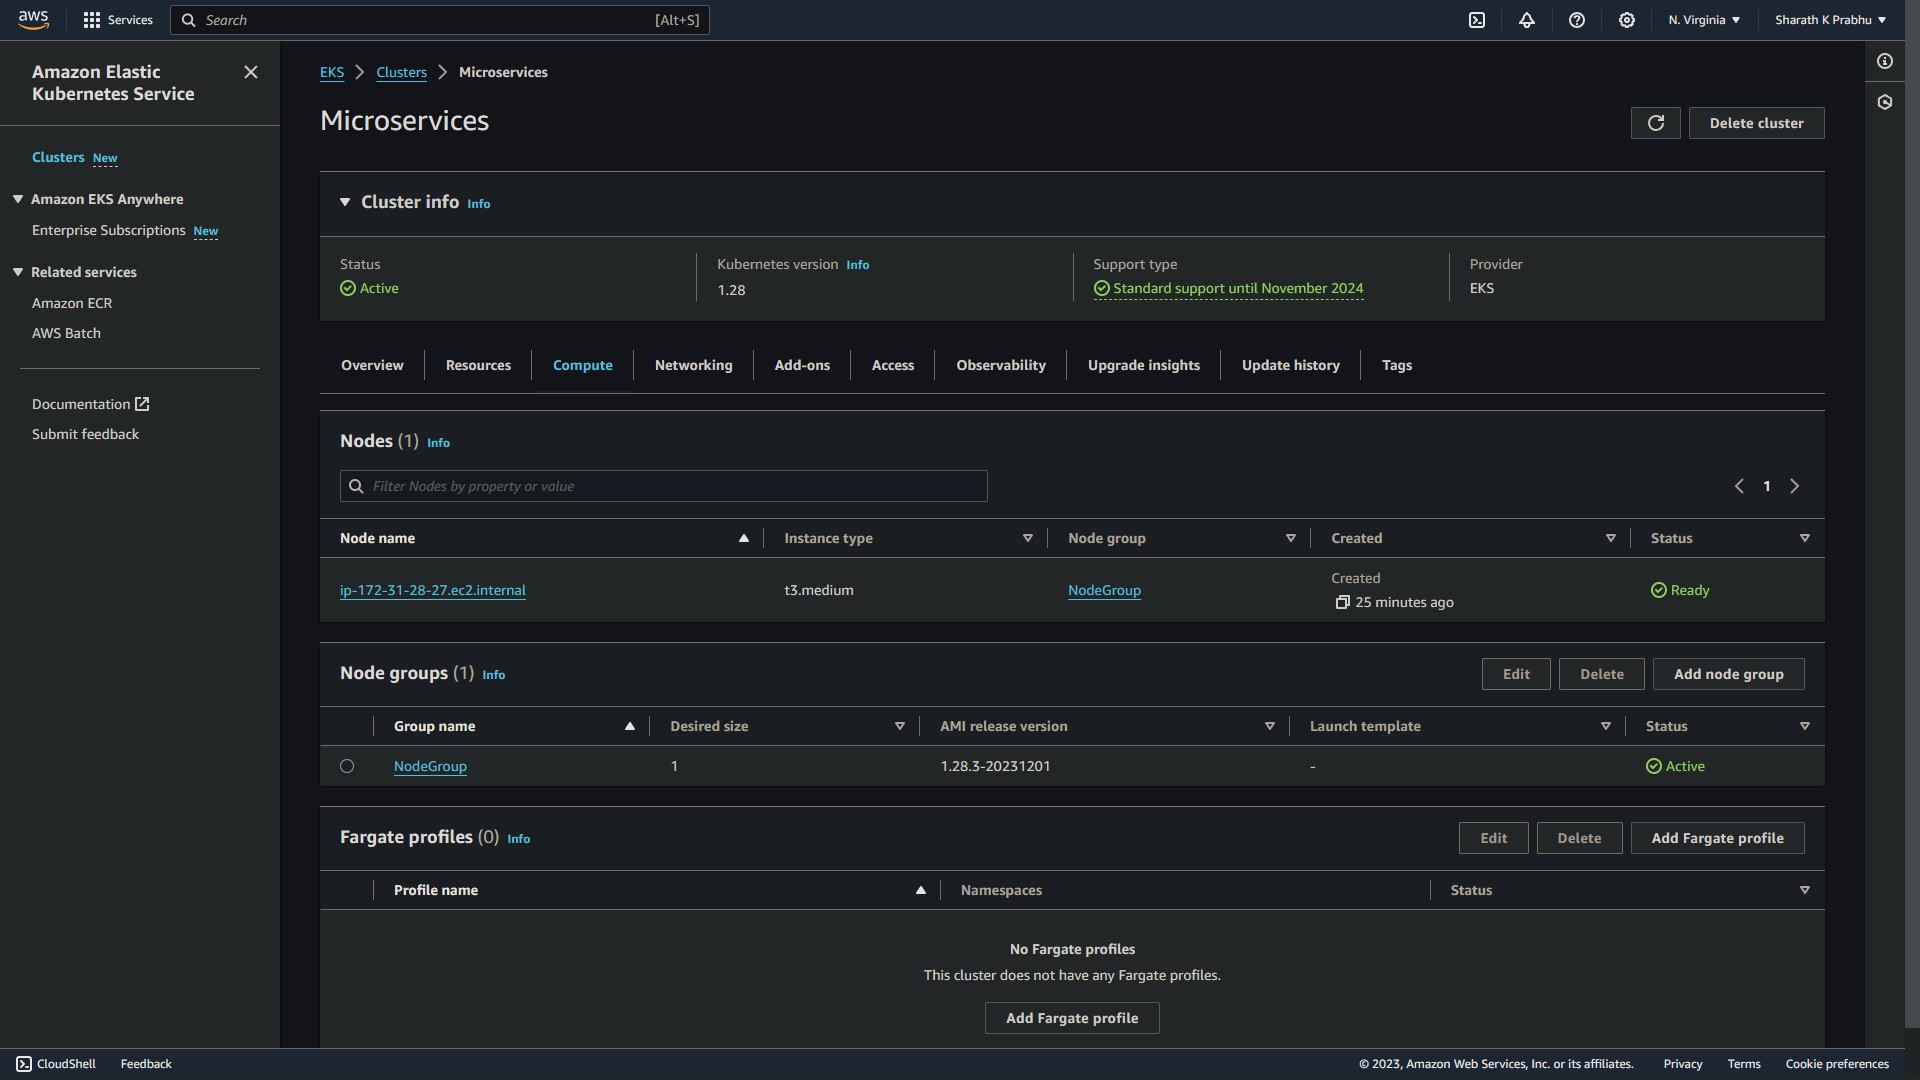 aws
Services
Search
[Alt+S]
N. Virginia
Sharath K Prabhu
Amazon Elastic
Kubernetes Service
Clusters New
Amazon EKS Anywhere
Enterprise Subscriptions New
Related services
Amazon ECR
AWS Batch
Documentation
Submit feedback
EKS > Clusters > Microservices
Microservices
Delete cluster
Cluster info Info
Status
Active
Kubernetes version Info
1.28
Support type
Standard support until November 2024
Provider
EKS
Overview
Resources
Compute
Networking
Add-ons
Access
Observability
Upgrade insights
Update history
Tags
Nodes (1) Info
Filter Nodes by property or value
1
Node name
Instance type
Node group
Created
Status
ip-172-31-28-27.ec2.internal
t3.medium
NodeGroup
Created
25 minutes ago
Ready
Node groups (1) Info
Edit
Delete
Add node group
Group name
Desired size
AMI release version
Launch template
Status
NodeGroup
1
1.28.3-20231201
-
Active
Fargate profiles (0) Info
Edit
Delete
Add Fargate profile
Profile name
Namespaces
Status
No Fargate profiles
This cluster does not have any Fargate profiles.
Add Fargate profile
CloudShell
Feedback
© 2023, Amazon Web Services, Inc. or its affiliates.
Privacy
Terms
Cookie preferences